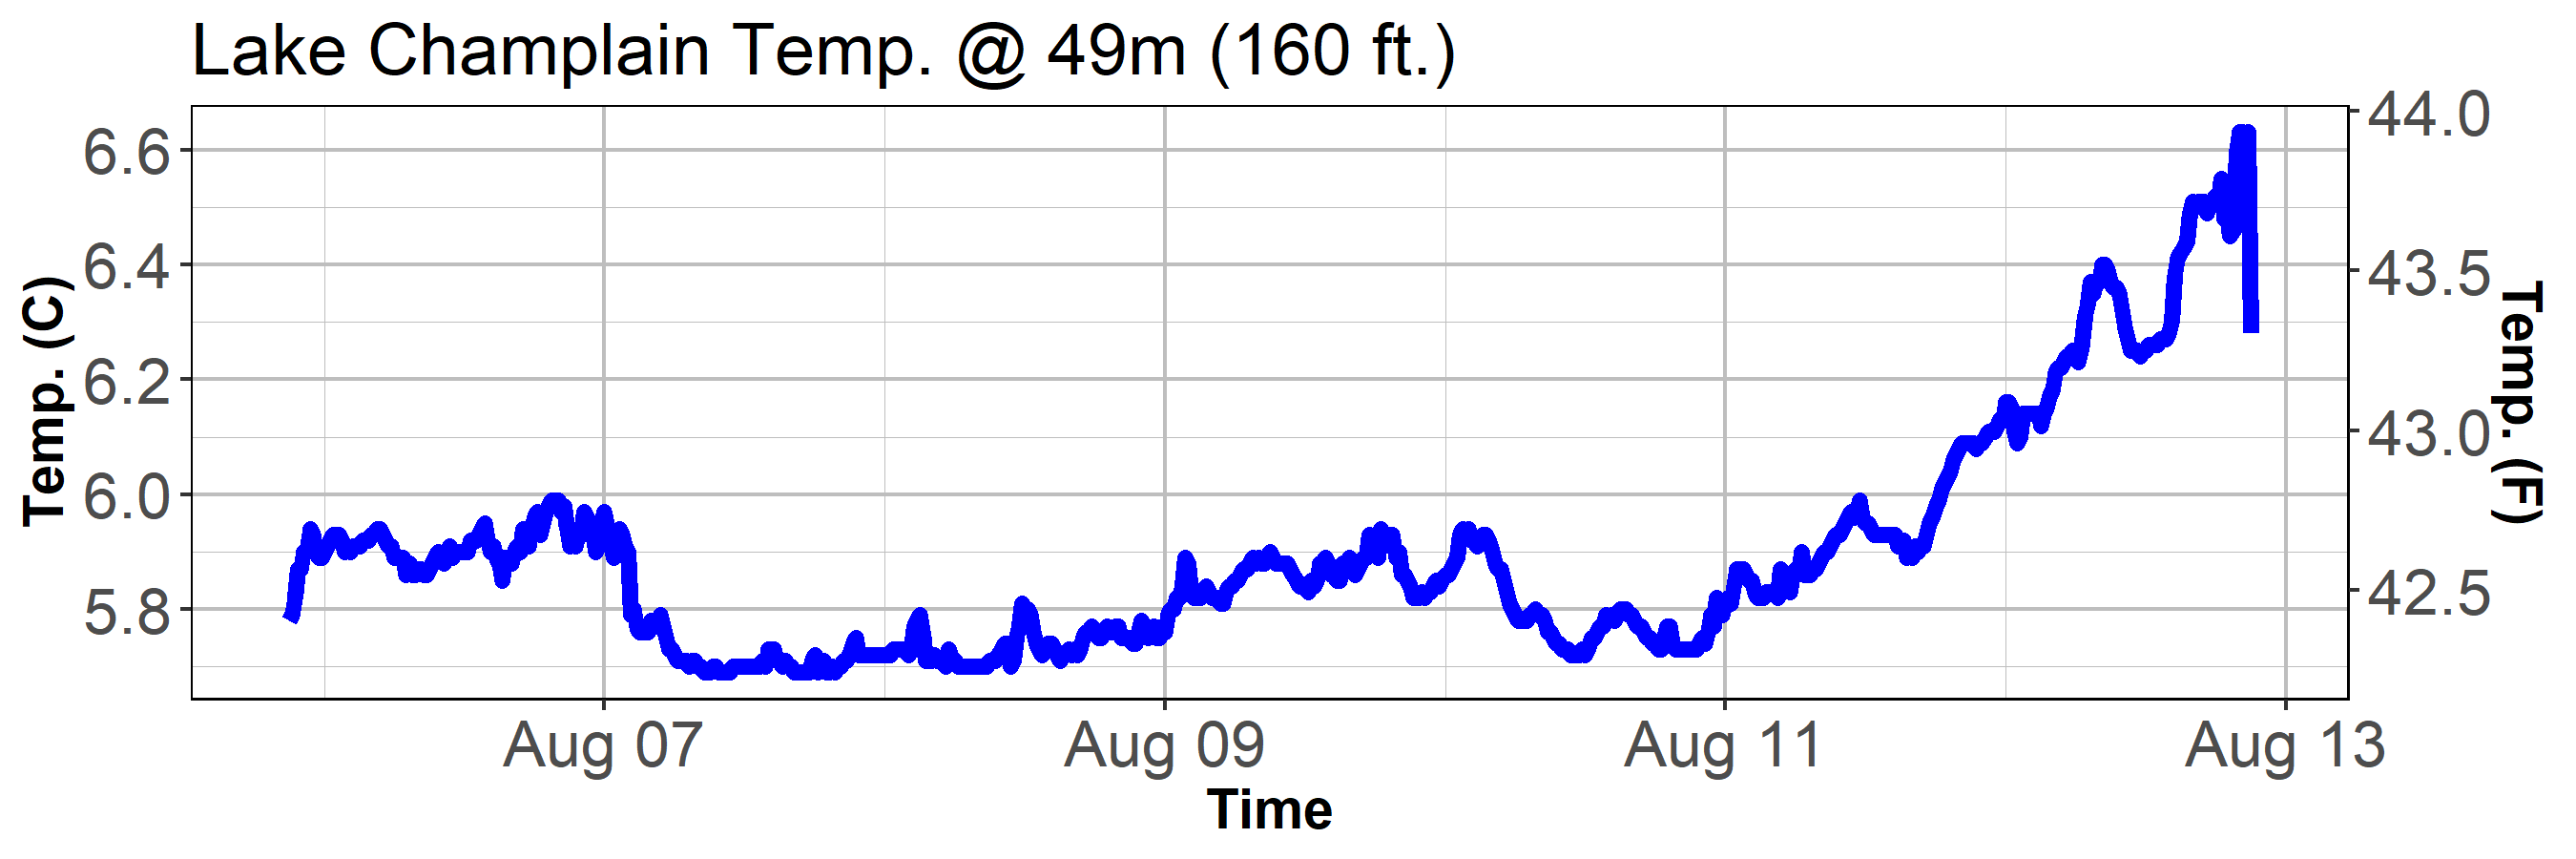 Lake Champlain Temp. @ 49m (160 ft.)
44.0
6.6
6.4
43.5
6.2
43.0
6.0
5.8
42.5
Temp. (C)
Temp. (F)
Aug 07
Aug 09
Aug 11
Aug 13
Time